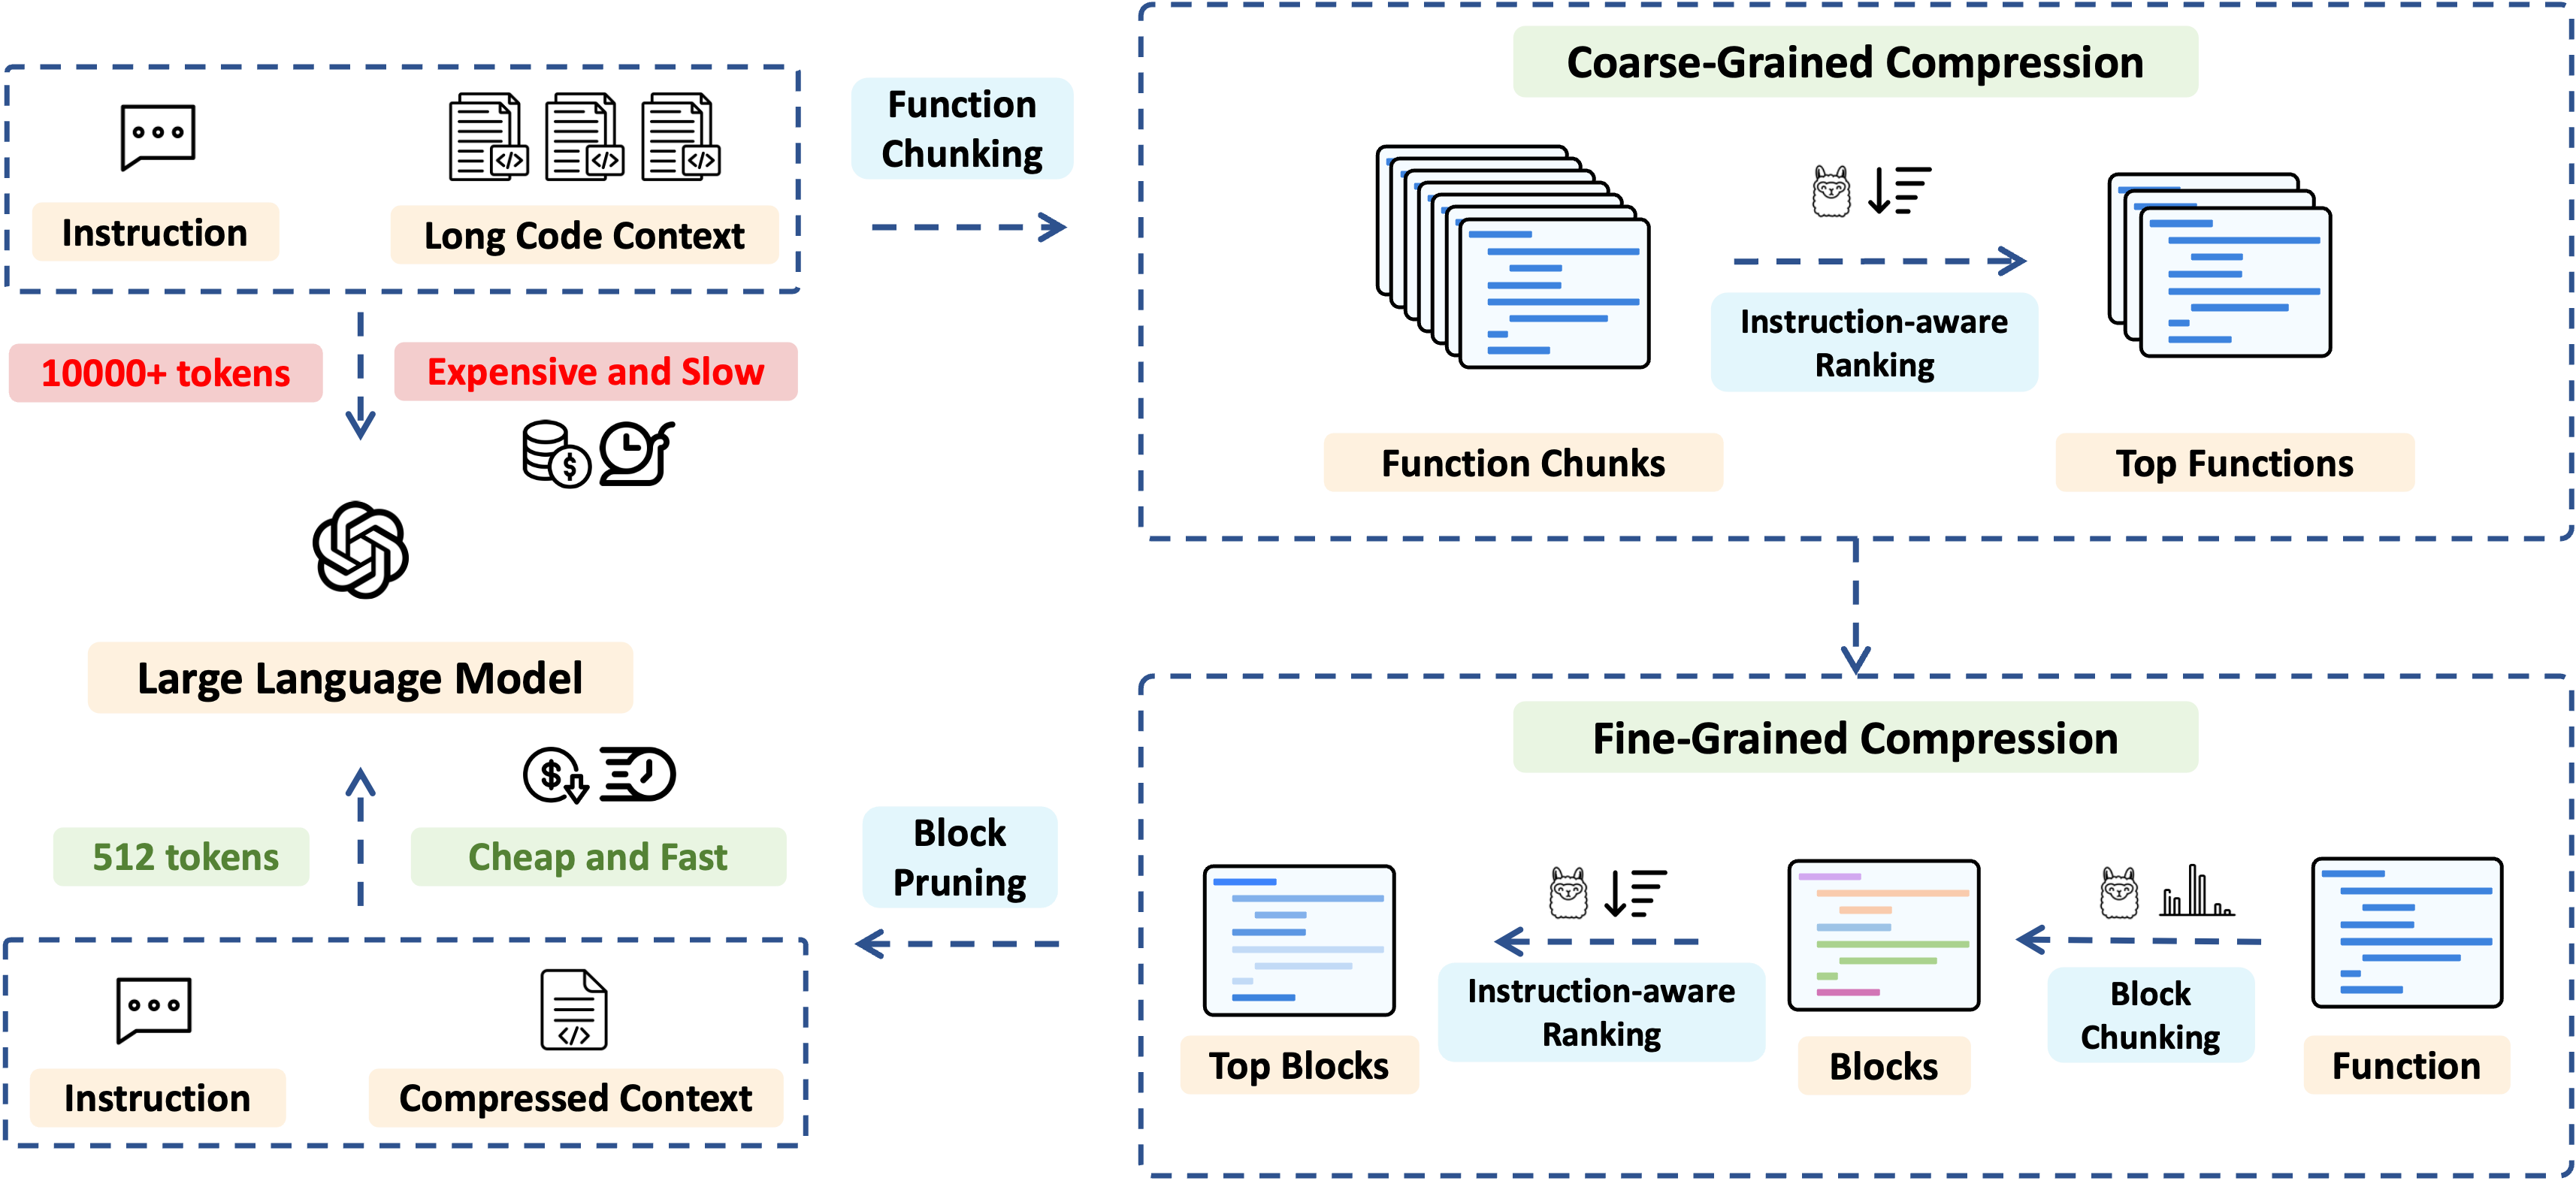 Instruction
Long Code Context
10000+ tokens
Expensive and Slow
Large Language Model
512 tokens
Cheap and Fast
Instruction
Compressed Context
Function
Chunking
Coarse-Grained Compression
Function Chunks
Instruction-aware
Ranking
Top Functions
Fine-Grained Compression
Function
Block
Chunking
Blocks
Instruction-aware
Ranking
Top Blocks
Block
Pruning